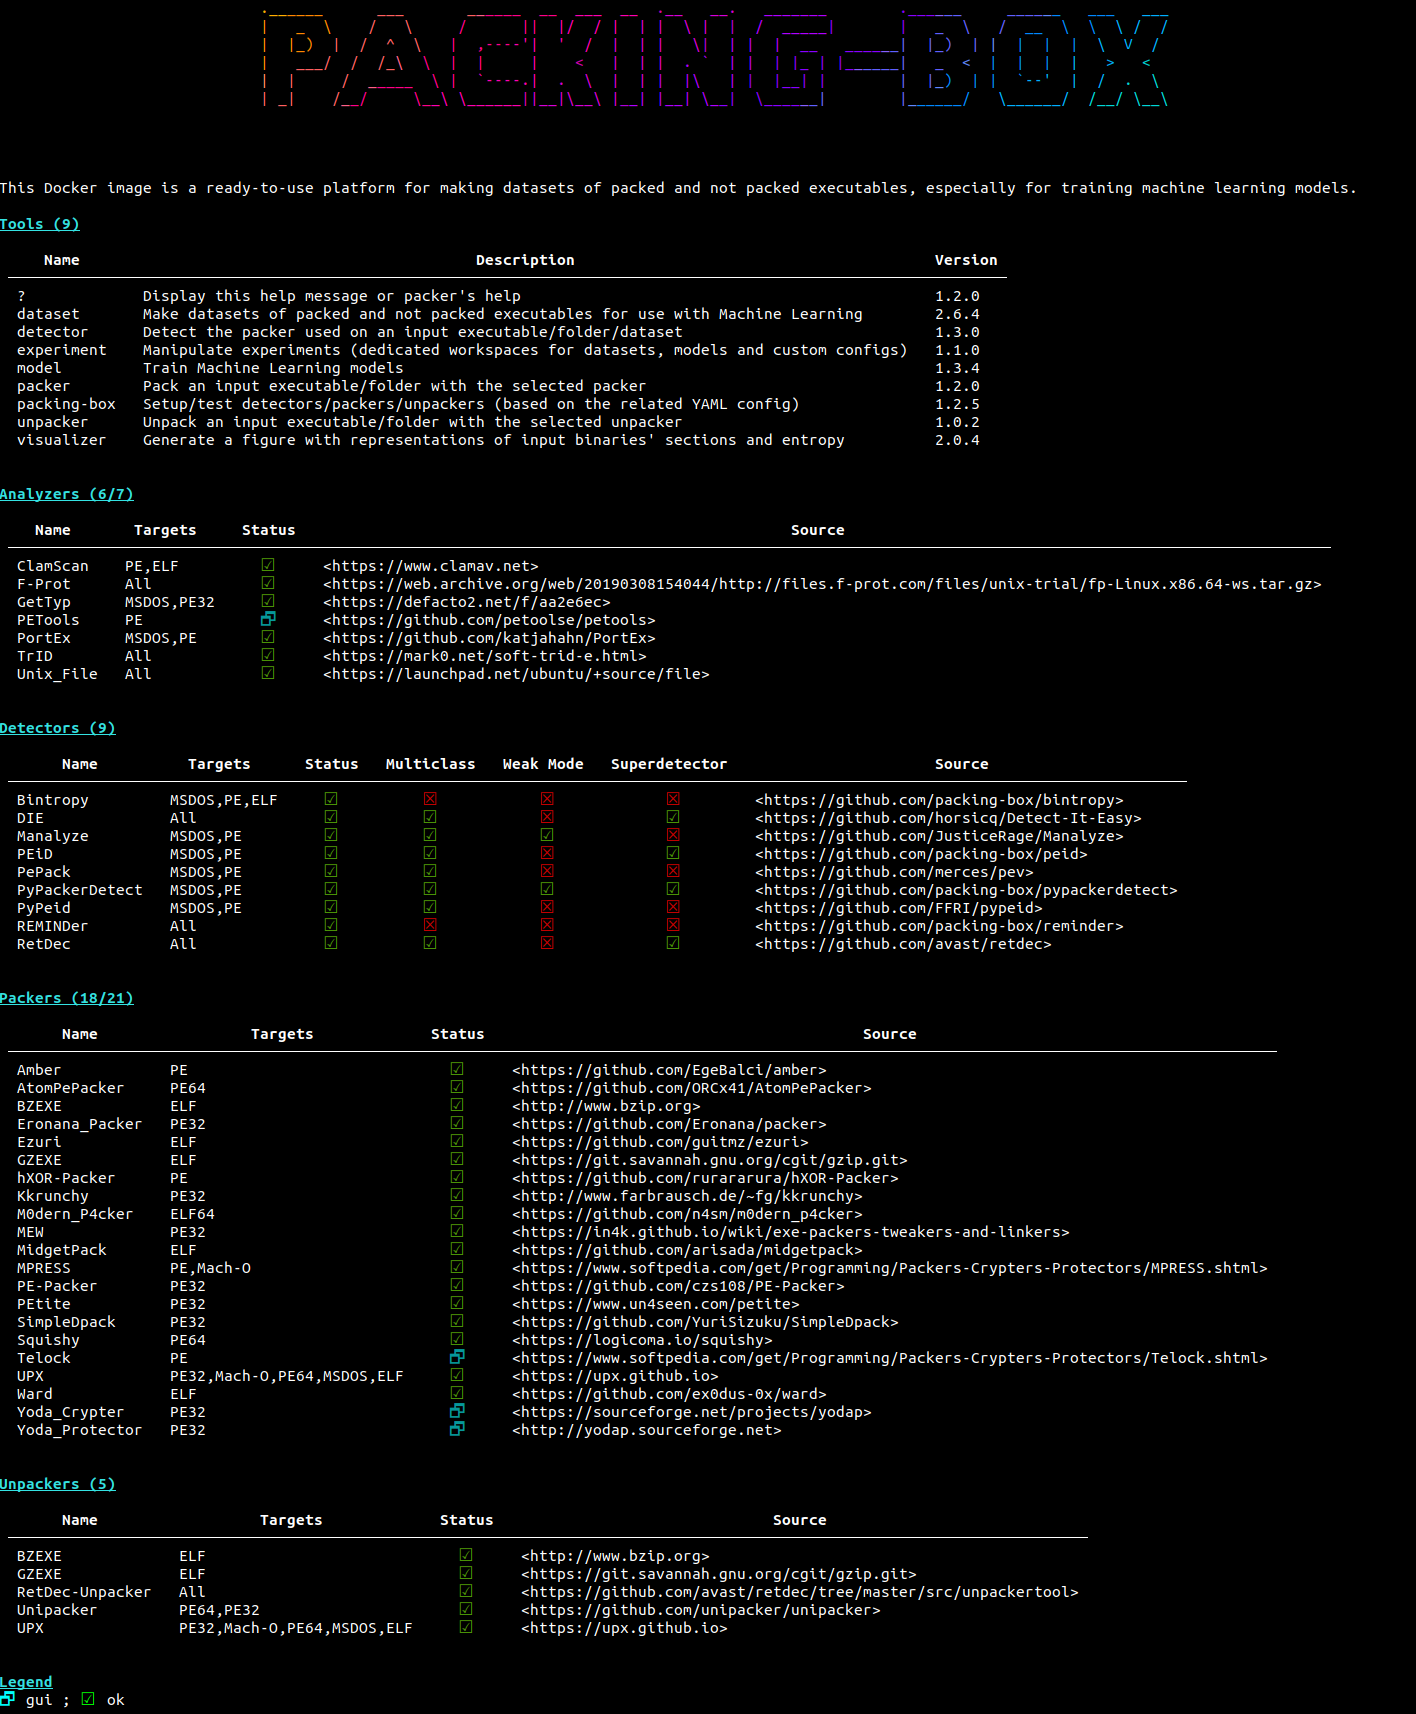 PACKING-BOX
This Docker image is a ready-to-use platform for making datasets of packed and not packed executables, especially for training machine learning models.
Tools (9)
Name Description Version
? Display this help message or packer's help 1.2.0
dataset Make datasets of packed and not packed executables for use with Machine Learning 2.6.4
detector Detect the packer used on an input executable/folder/dataset 1.3.0
experiment Manipulate experiments (dedicated workspaces for datasets, models and custom configs) 1.1.0
model Train Machine Learning models 1.3.4
packer Pack an input executable/folder with the selected packer 1.2.0
packing-box Setup/test detectors/packers/unpackers (based on the related YAML config) 1.2.5
unpacker Unpack an input executable/folder with the selected unpacker 1.0.2
visualizer Generate a figure with representations of input binaries' sections and entropy 2.0.4
Analyzers (6/7)
Name Targets Status Source
ClamScan PE,ELF ☑ <https://www.clamav.net>
F-Prot All ☑ <https://web.archive.org/web/20190308154044/http://files.f-prot.com/files/unix-trial/fp-Linux.x86.64-ws.tar.gz>
GetTyp MSDOS,PE32 ☑ <https://defacto2.net/f/aa2e6ec>
PETools PE 🗗 <https://github.com/petoolse/petools>
PortEx MSDOS,PE ☑ <https://github.com/katjahahn/PortEx>
TrID All ☑ <https://mark0.net/soft-trid-e.html>
Unix_File All ☑ <https://launchpad.net/ubuntu/+source/file>
Detectors (9)
Name Targets Status Multiclass Weak Mode Superdetector Source
Bintropy MSDOS,PE,ELF ☑ ☒ ☒ ☒ <https://github.com/packing-box/bintropy>
DIE All ☑ ☑ ☒ ☑ <https://github.com/horsicq/Detect-It-Easy>
Manalyze MSDOS,PE ☑ ☑ ☑ ☒ <https://github.com/JusticeRage/Manalyze>
PEiD MSDOS,PE ☑ ☑ ☒ ☑ <https://github.com/packing-box/peid>
PePack MSDOS,PE ☑ ☑ ☒ ☒ <https://github.com/merces/pev>
PyPackerDetect MSDOS,PE ☑ ☑ ☑ ☑ <https://github.com/packing-box/pypackerdetect>
PyPeid MSDOS,PE ☑ ☑ ☒ ☒ <https://github.com/FFRI/pypeid>
REMINDer All ☑ ☒ ☒ ☒ <https://github.com/packing-box/reminder>
RetDec All ☑ ☑ ☒ ☑ <https://github.com/avast/retdec>
Packers (18/21)
Name Targets Status Source
Amber PE ☑ <https://github.com/EgeBalci/amber>
AtomPePacker PE64 ☑ <https://github.com/ORCx41/AtomPePacker>
BZEXE ELF ☑ <http://www.bzip.org>
Eronana_Packer PE32 ☑ <https://github.com/Eronana/packer>
Ezuri ELF ☑ <https://github.com/guitmz/ezuri>
GZEXE ELF ☑ <https://git.savannah.gnu.org/cgit/gzip.git>
hXOR-Packer PE ☑ <https://github.com/rurararura/hXOR-Packer>
Kkrunchy PE32 ☑ <http://www.farbrausch.de/~fg/kkrunchy>
M0dern_P4cker ELF64 ☑ <https://github.com/n4sm/m0dern_p4cker>
MEW PE32 ☑ <https://in4k.github.io/wiki/exe-packers-tweakers-and-linkers>
MidgetPack ELF ☑ <https://github.com/arisada/midgetpack>
MPRESS PE,Mach-O ☑ <https://www.softpedia.com/get/Programming/Packers-Crypters-Protectors/MPRESS.shtml>
PE-Packer PE32 ☑ <https://github.com/czs108/PE-Packer>
PEtite PE32 ☑ <https://www.un4seen.com/petite>
SimpleDpack PE32 ☑ <https://github.com/YuriSizuku/SimpleDpack>
Squishy PE64 ☑ <https://logicoma.io/squishy>
Telock PE 🗗 <https://www.softpedia.com/get/Programming/Packers-Crypters-Protectors/Telock.shtml>
UPX PE32,Mach-O,PE64,MSDOS,ELF ☑ <https://upx.github.io>
Ward ELF ☑ <https://github.com/ex0dus-0x/ward>
Yoda_Crypter PE32 🗗 <https://sourceforge.net/projects/yodap>
Yoda_Protector PE32 🗗 <http://yodap.sourceforge.net>
Unpackers (5)
Name Targets Status Source
BZEXE ELF ☑ <http://www.bzip.org>
GZEXE ELF ☑ <https://git.savannah.gnu.org/cgit/gzip.git>
RetDec-Unpacker All ☑ <https://github.com/avast/retdec/tree/master/src/unpackertool>
Unipacker PE64,PE32 ☑ <https://github.com/unipacker/unipacker>
UPX PE32,Mach-O,PE64,MSDOS,ELF ☑ <https://upx.github.io>
Legend
🗗 gui ; ☑ ok